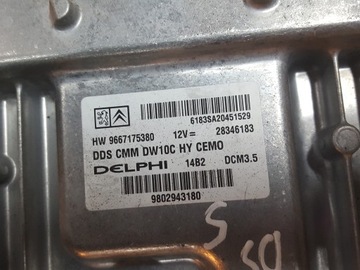 6183SA20451529
HW 9667175380 12V= 28346183
DDS CMM DW10C HY CEMO
DELPHI 14B2 DCM3.5
9802943180